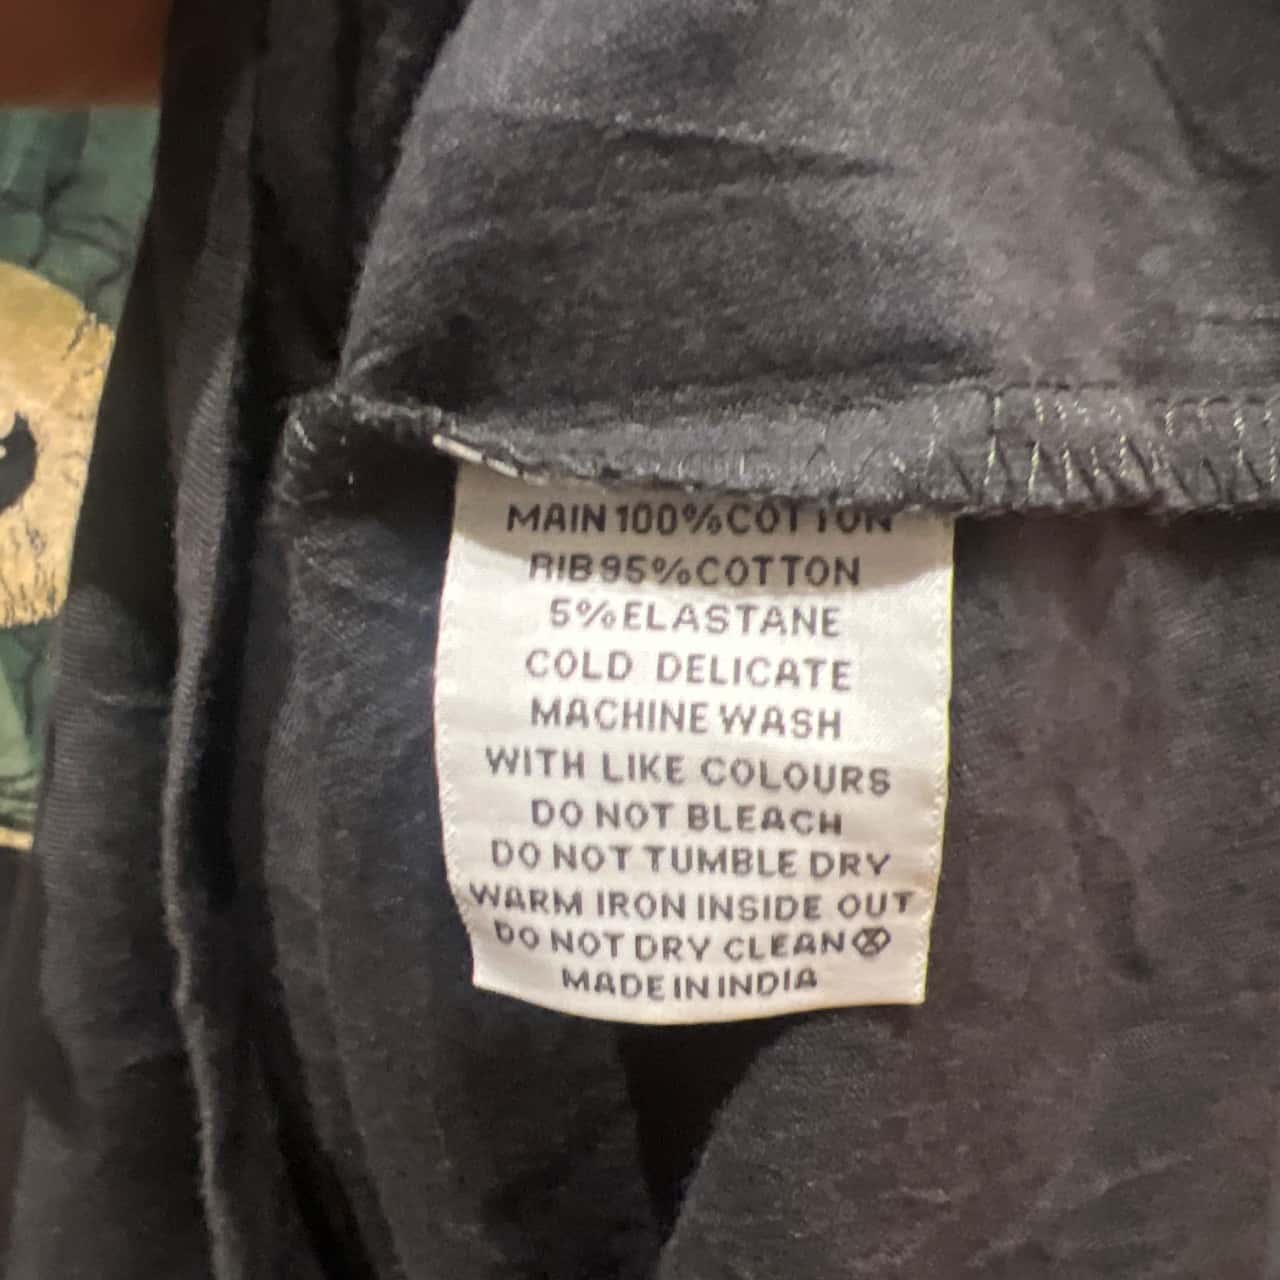 MAIN 100%COTTON
RIB95%COTTON
5%ELASTANE
COLD DELICATE
MACHINE WASH
WITH LIKE COLOURS
DO NOT BLEACH
DO NOT TUMBLE DRY
WARM IRON INSIDE OUT
DO NOT DRY CLEAN
MADE IN INDIA